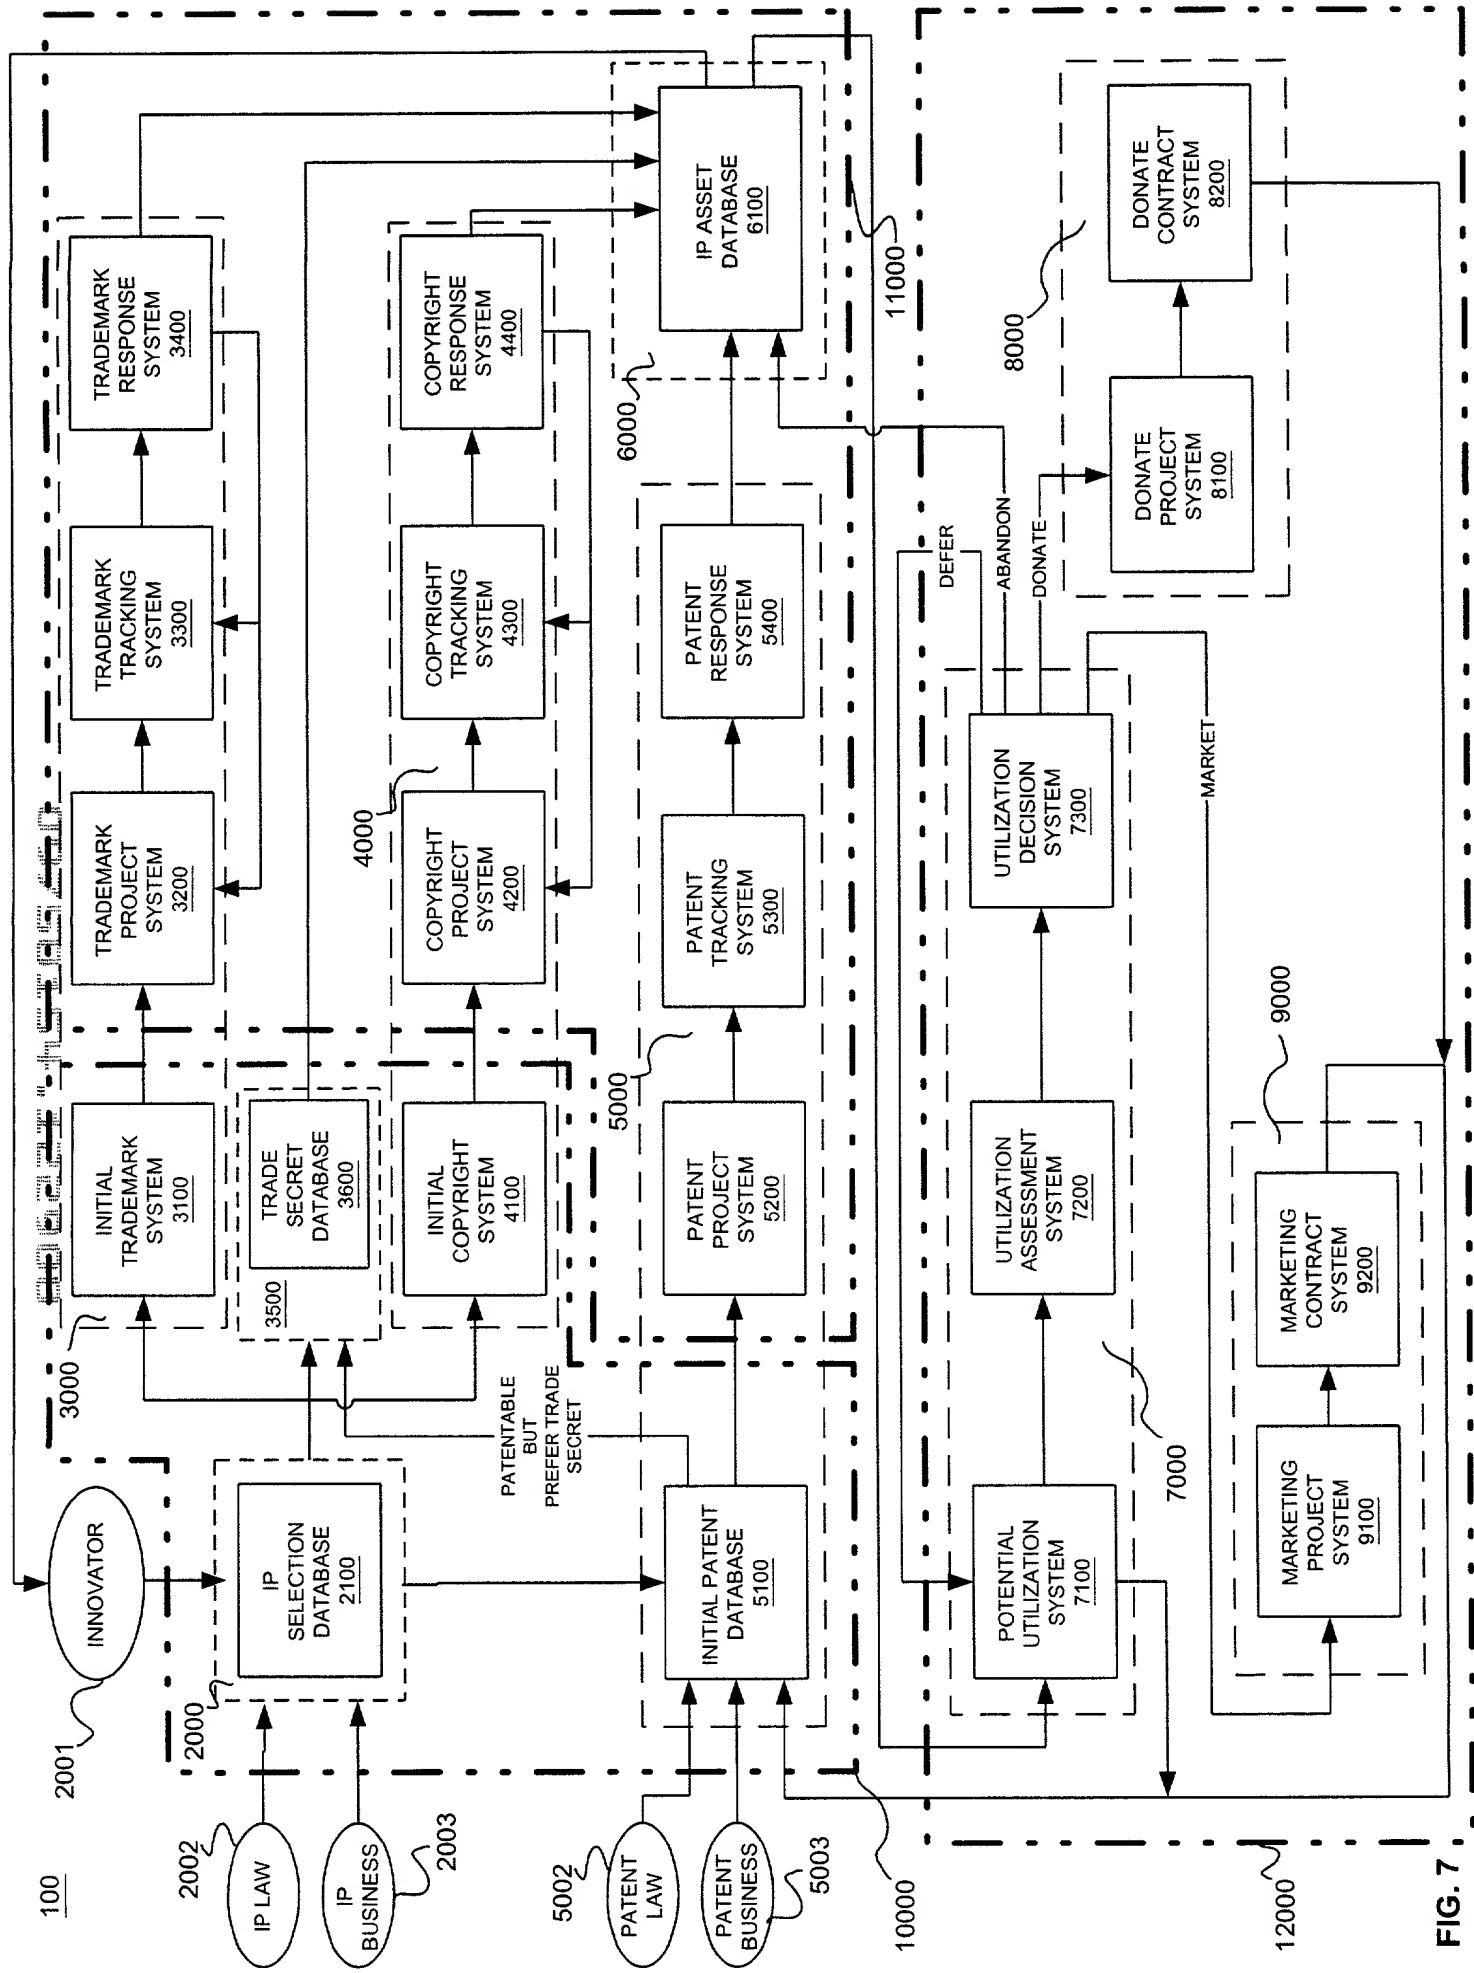 100
INNOVATOR
2001
IP LAW
2002
IP
BUSINESS
2003
PATENT
LAW
5002
PATENT
BUSINESS
5003
10000
2000
IP
SELECTION
DATABASE
2100
PATENTABLE
BUT
PREFER TRADE
SECRET
INITIAL PATENT
DATABASE
5100
3000
INITIAL
TRADEMARK
SYSTEM
3100
TRADEMARK
PROJECT
SYSTEM
3200
TRADEMARK
TRACKING
SYSTEM
3300
TRADEMARK
RESPONSE
SYSTEM
3400
3500
TRADE
SECRET
DATABASE
3600
INITIAL
COPYRIGHT
SYSTEM
4100
4000
COPYRIGHT
PROJECT
SYSTEM
4200
COPYRIGHT
TRACKING
SYSTEM
4300
COPYRIGHT
RESPONSE
SYSTEM
4400
5000
PATENT
PROJECT
SYSTEM
5200
PATENT
TRACKING
SYSTEM
5300
PATENT
RESPONSE
SYSTEM
5400
6000
IP ASSET
DATABASE
6100
11000
POTENTIAL
UTILIZATION
SYSTEM
7100
7000
UTILIZATION
ASSESSMENT
SYSTEM
7200
UTILIZATION
DECISION
SYSTEM
7300
DEFER
ABANDON
DONATE
MARKET
8000
DONATE
PROJECT
SYSTEM
8100
DONATE
CONTRACT
SYSTEM
8200
9000
MARKETING
PROJECT
SYSTEM
9100
MARKETING
CONTRACT
SYSTEM
9200
12000
FIG. 7